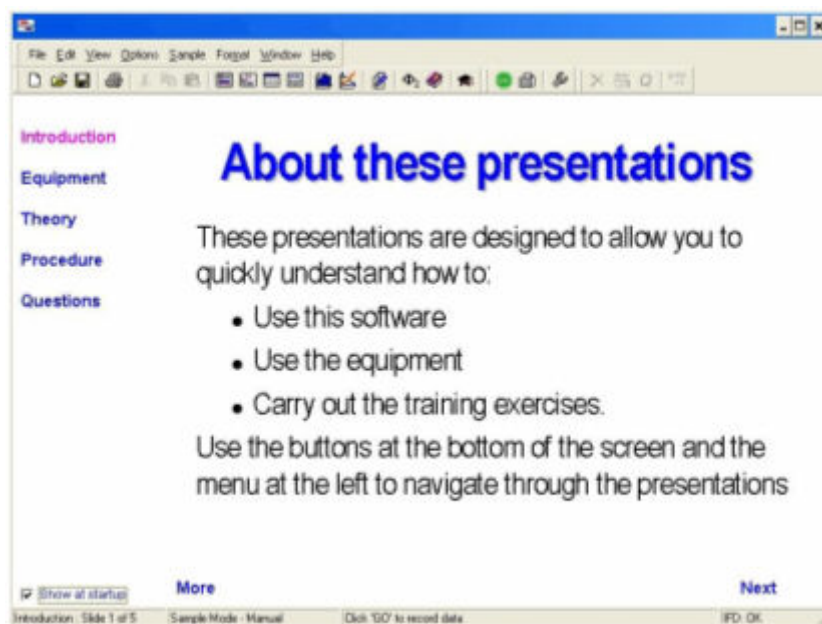 File Edit View Options Sample Format Window Help
Introduction
About these presentations
Equipment
Theory
Procedure
Questions
These presentations are designed to allow you to
quickly understand how to:
• Use this software
• Use the equipment
• Carry out the training exercises.
Use the buttons at the bottom of the screen and the
menu at the left to navigate through the presentations
Show at startup
More
Next
Introduction : Slide 1 of 5
Sample Mode - Manual
Click 'GO' to record data
IFD: OK